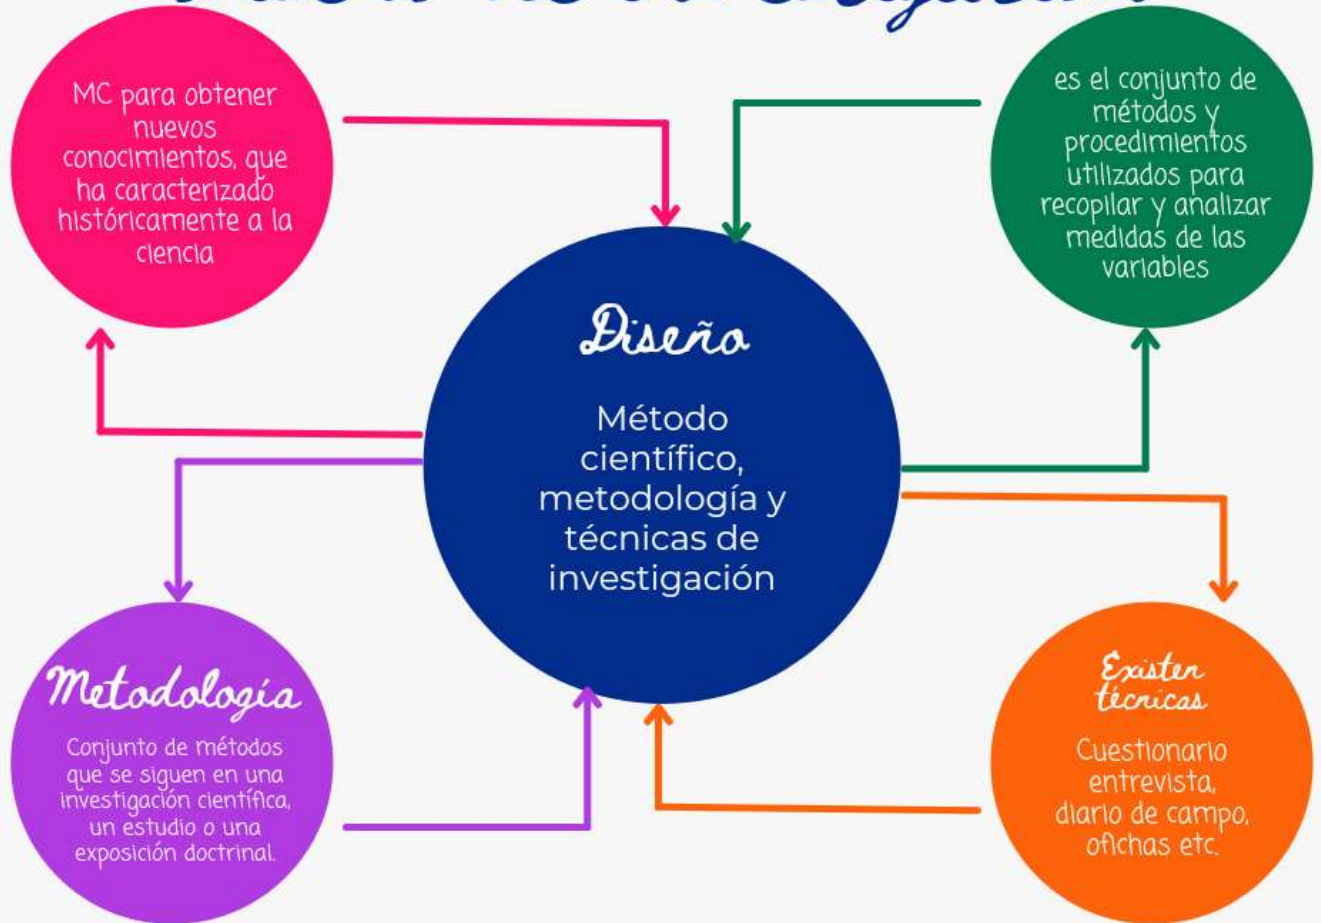 MC para obtener
nuevos
conocimientos, que
ha caracterizado
históricamente a la
ciencia
es el conjunto de
métodos y
procedimientos
utilizados para
recopilar y analizar
medidas de las
variables
Diseño
Método
científico,
metodología y
técnicas de
investigación
Metodología
Conjunto de métodos
que se siguen en una
investigación científica,
un estudio o una
exposición doctrinal.
Existen
técnicas
Cuestionario
entrevista,
diario de campo,
ofichas etc.